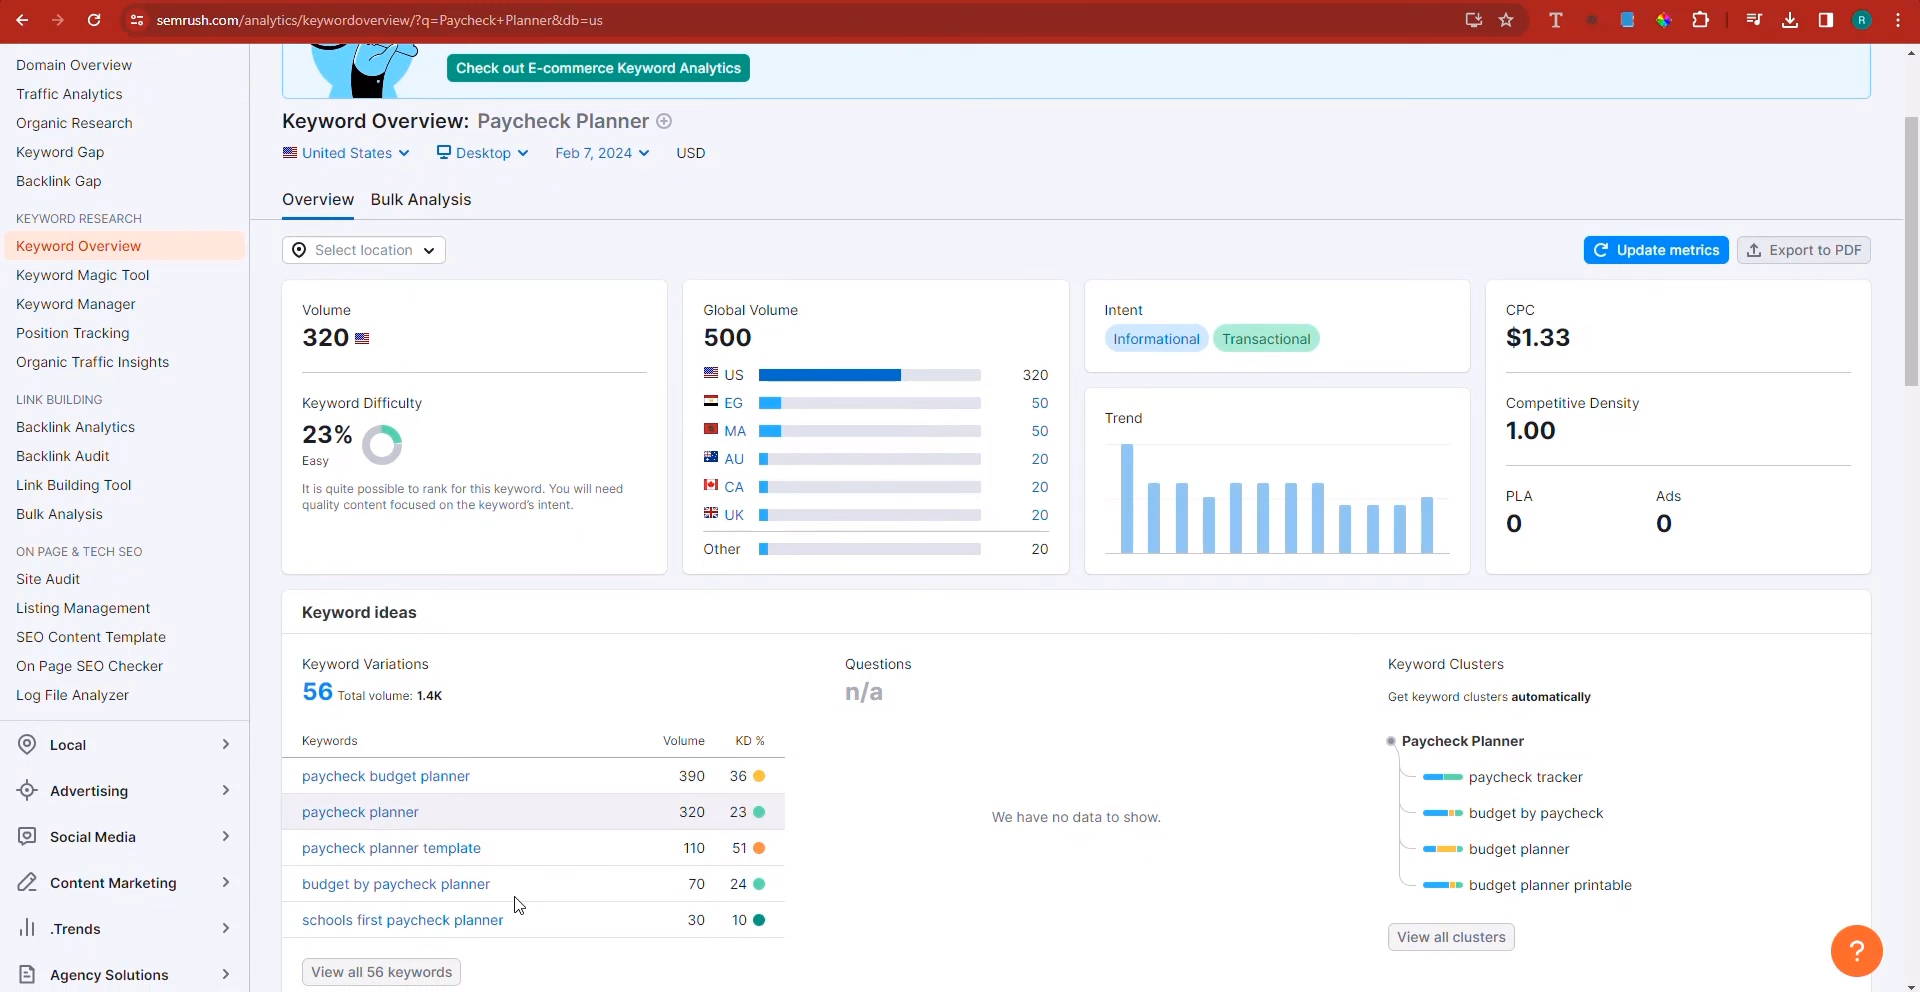 semrush.com/analytics/keywordoverview/?q=Paycheck+Planner&db=us
R
Domain Overview
Traffic Analytics
Organic Research
Keyword Gap
Backlink Gap
KEYWORD RESEARCH
Keyword Overview
Keyword Magic Tool
Keyword Manager
Position Tracking
Organic Traffic Insights
LINK BUILDING
Backlink Analytics
Backlink Audit
Link Building Tool
Bulk Analysis
ON PAGE & TECH SEO
Site Audit
Listing Management
SEO Content Template
On Page SEO Checker
Log File Analyzer
Local
Advertising
Social Media
Content Marketing
.Trends
Agency Solutions
Check out E-commerce Keyword Analytics
Keyword Overview: Paycheck Planner
United States Desktop Feb 7, 2024 USD
Overview Bulk Analysis
Select location
Update metrics Export to PDF
Volume
320
Keyword Difficulty
23%
Easy
It is quite possible to rank for this keyword. You will need
quality content focused on the keyword's intent.
Global Volume
500
US 320
EG 50
MA 50
AU 20
CA 20
UK 20
Other 20
Intent
Informational Transactional
Trend
CPC
$1.33
Competitive Density
1.00
PLA Ads
0 0
Keyword ideas
Keyword Variations
56 Total volume: 1.4K
Keywords Volume KD %
paycheck budget planner 390 36
paycheck planner 320 23
paycheck planner template 110 51
budget by paycheck planner 70 24
schools first paycheck planner 30 10
View all 56 keywords
Questions
n/a
We have no data to show.
Keyword Clusters
Get keyword clusters automatically
Paycheck Planner
paycheck tracker
budget by paycheck
budget planner
budget planner printable
View all clusters
?